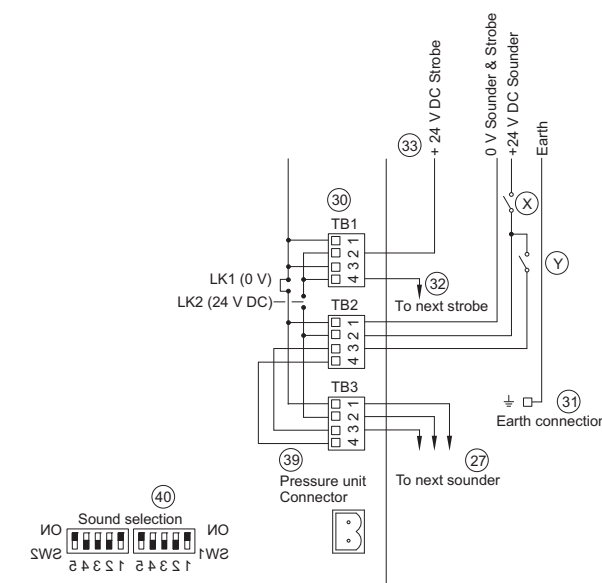 + 24 V DC Strobe
0 V Sounder & Strobe
+24 V DC Sounder
Earth
33
30
TB1
1
2
3
4
X
Y
LK1 (0 V)
LK2 (24 V DC)
32
To next strobe
TB2
1
2
3
4
TB3
1
2
3
4
31
Earth connection
39
Pressure unit
Connector
27
To next sounder
40
Sound selection
ON
ON
SW2
SW1
1 2 3 4 5
1 2 3 4 5